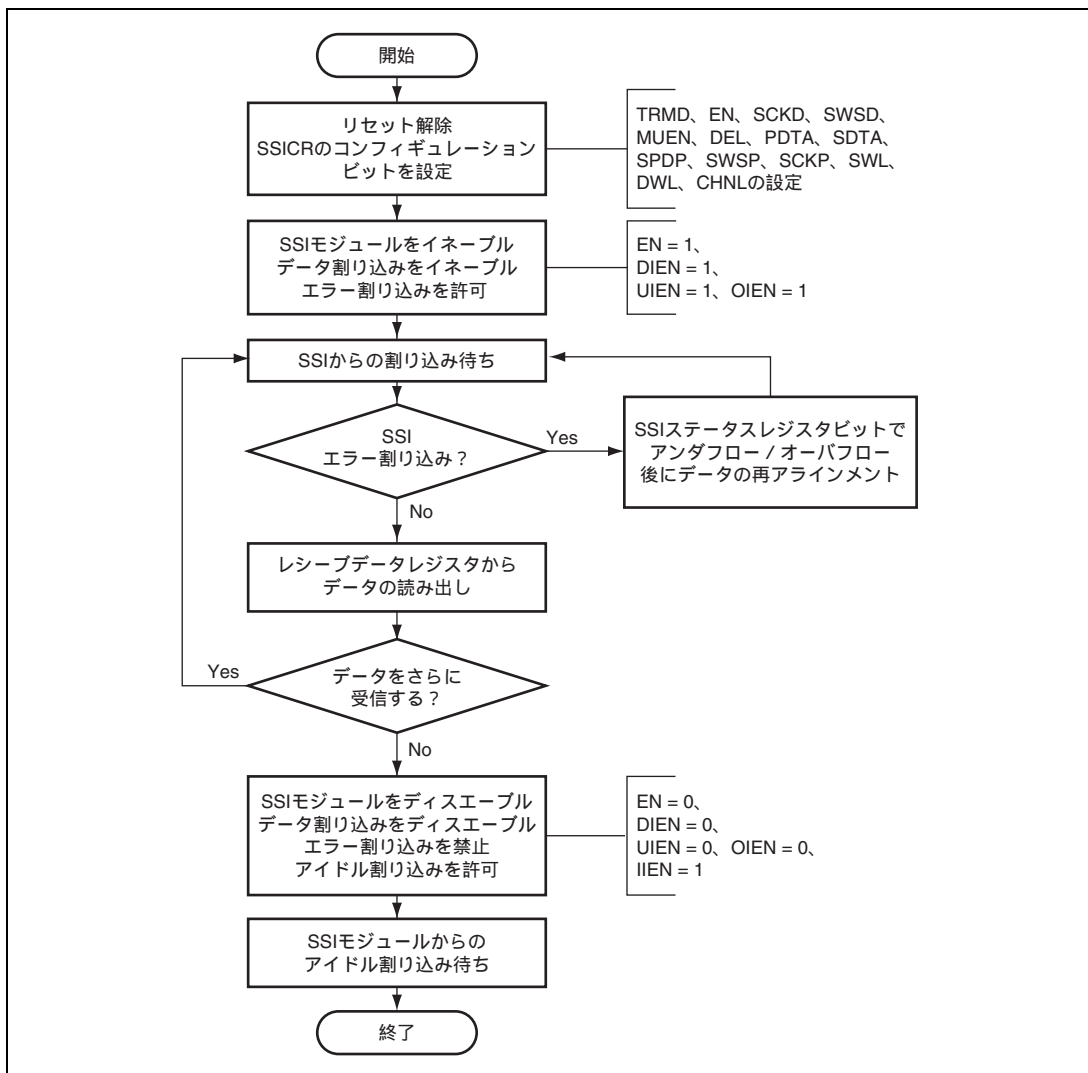 開始
リセット解除
SSICRのコンフィギュレーション
ビットを設定
TRMD、EN、SCKD、SWSD、
MUEN、DEL、PDTA、SDTA、
SPDP、SWSP、SCKP、SWL、
DWL、CHNLの設定
SSIモジュールをイネーブル
データ割り込みをイネーブル
エラー割り込みを許可
EN = 1、
DIEN = 1、
UIEN = 1、OIEN = 1
SSIからの割り込み待ち
SSI
エラー割り込み？
Yes
SSIステータスレジスタビットで
アンダフロー / オーバフロー
後にデータの再アラインメント
No
レシーブデータレジスタから
データの読み出し
データをさらに
受信する？
Yes
No
SSIモジュールをディスエーブル
データ割り込みをディスエーブル
エラー割り込みを禁止
アイドル割り込みを許可
EN = 0、
DIEN = 0、
UIEN = 0、OIEN = 0、
IIEN = 1
SSIモジュールからの
アイドル割り込み待ち
終了